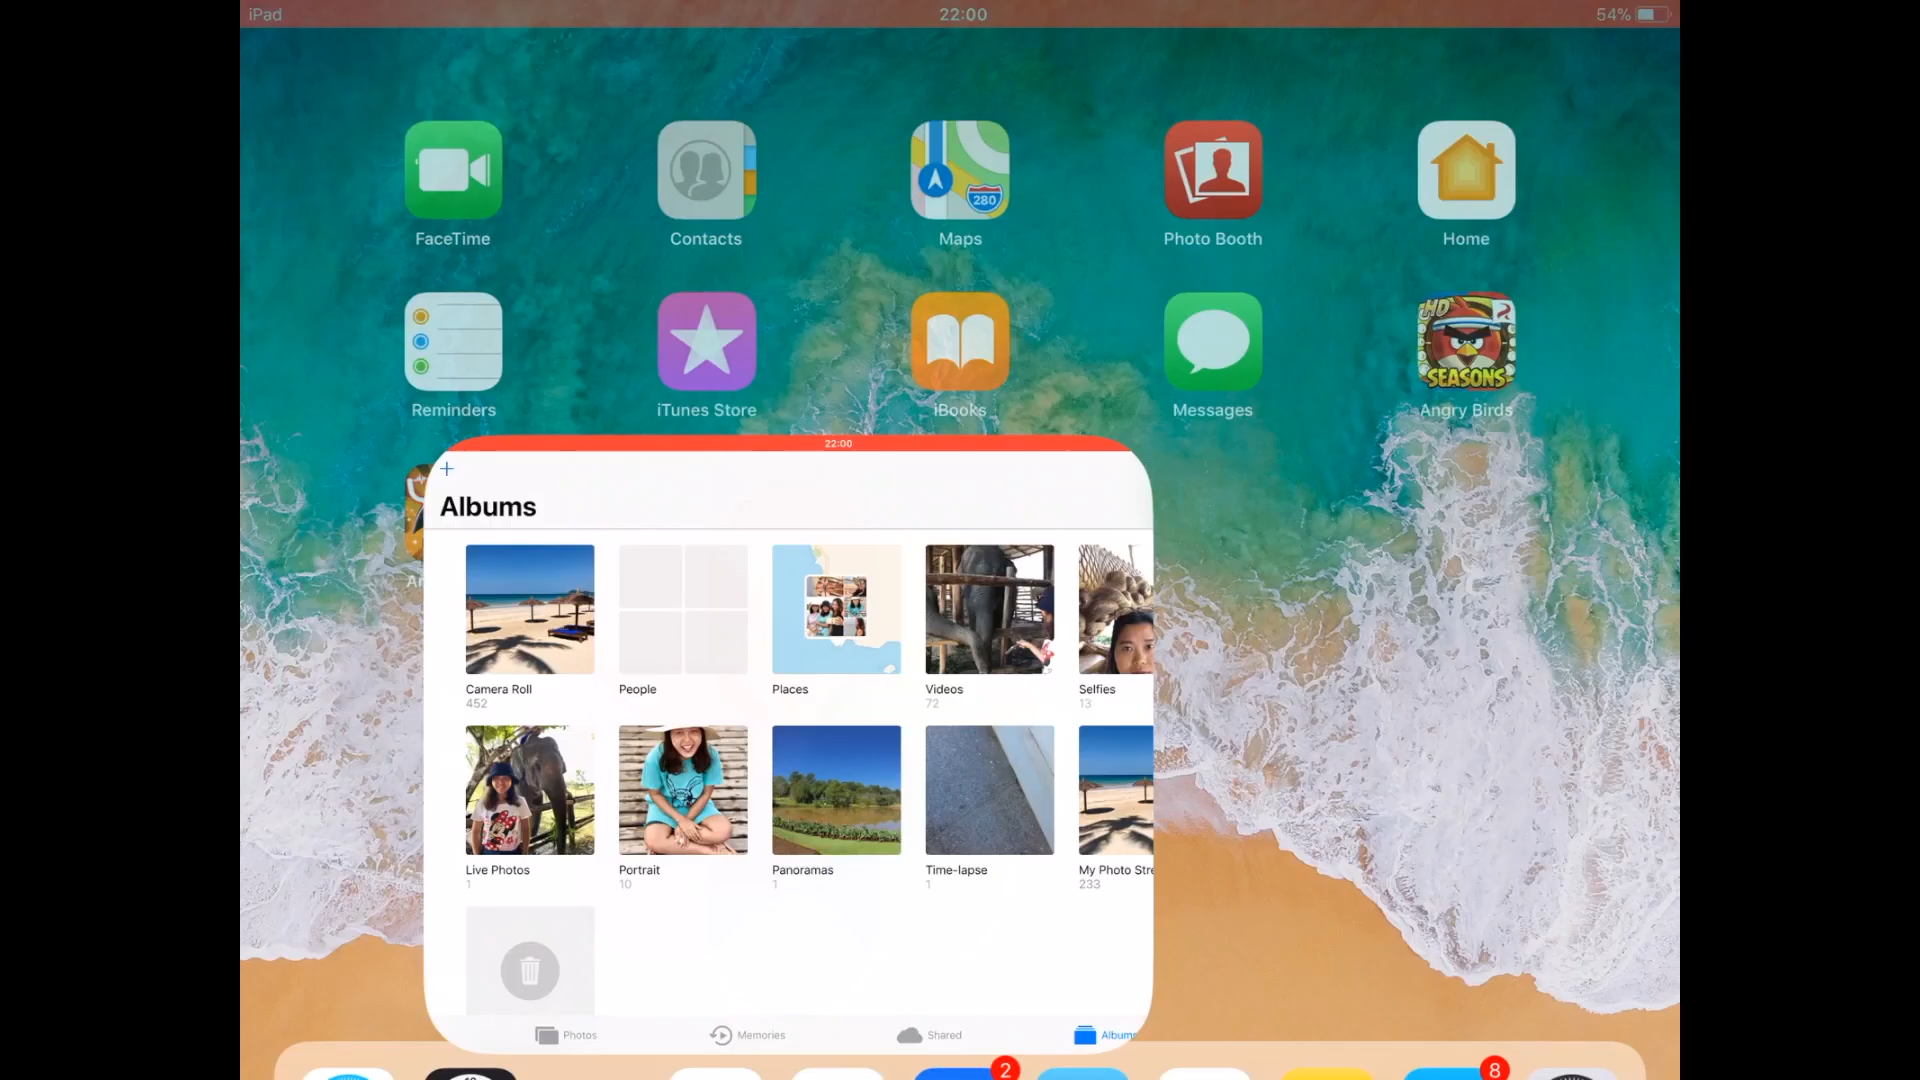 iPad 22:00 54%
280
FaceTime Contacts Maps Photo Booth Home
HD
SEASONS
Reminders iTunes Store iBooks Messages Angry Birds
22:00
+
Albums
Camera Roll People Places Videos Selfies
452 72 13
Live Photos Portrait Panoramas Time-lapse My Photo Stre
1 10 1 1 233
Photos Memories Shared Albums
2 8